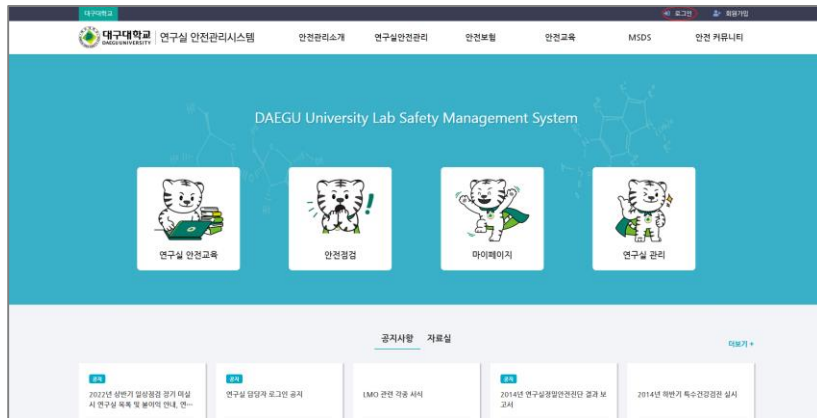 대구대학교
로그인 회원가입
대구대학교 연구실 안전관리시스템
DAEGU UNIVERSITY
안전관리소개 연구실안전관리 안전보험 안전교육 MSDS 안전 커뮤니티
DAEGU University Lab Safety Management System
연구실 안전교육 안전점검 마이페이지 연구실 관리
공지사항 자료실
더보기 +
공지 공지 공지
2022년 상반기 일상점검 장기 미실 연구실 담당자 로그인 공지 LMO 관련 각종 서식 2014년 연구실정밀안전진단 결과 보 2014년 하반기 특수건강검진 실시
시 연구실 목록 및 불이익 안내, 연… 고서